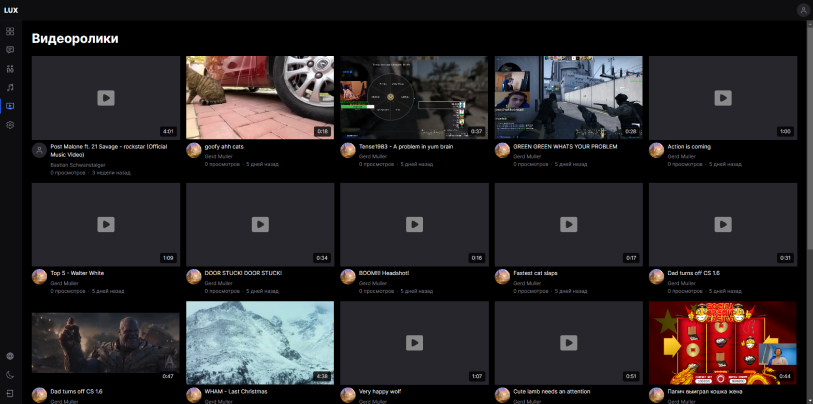 LUX
Видеоролики
4:01
0:18
0:37
0:28
1:00
Post Malone ft. 21 Savage - rockstar (Official
Music Video)
Bastian Schwansteiger
0 просмотров · 3 недели назад
goofy ahh cats
Gerd Muller
0 просмотров · 5 дней назад
Tense1983 - A problem in yum brain
Gerd Muller
0 просмотров · 5 дней назад
GREEN GREEN WHATS YOUR PROBLEM
Gerd Muller
0 просмотров · 5 дней назад
Action is coming
Gerd Muller
0 просмотров · 5 дней назад
1:09
0:34
0:16
0:17
0:31
Top 5 - Walter White
Gerd Muller
0 просмотров · 5 дней назад
DOOR STUCK! DOOR STUCK!
Gerd Muller
0 просмотров · 5 дней назад
BOOM!!! Headshot!
Gerd Muller
0 просмотров · 5 дней назад
Fastest cat slaps
Gerd Muller
0 просмотров · 5 дней назад
Dad turns off CS 1.6
Gerd Muller
0 просмотров · 5 дней назад
SOCIAL
CREDIT
0:47
4:38
1:07
0:51
0:44
Dad turns off CS 1.6
Gerd Muller
WHAM - Last Christmas
Gerd Muller
Very happy wolf
Gerd Muller
Cute lamb needs an attention
Gerd Muller
Папич выиграл кошка жена
Gerd Muller